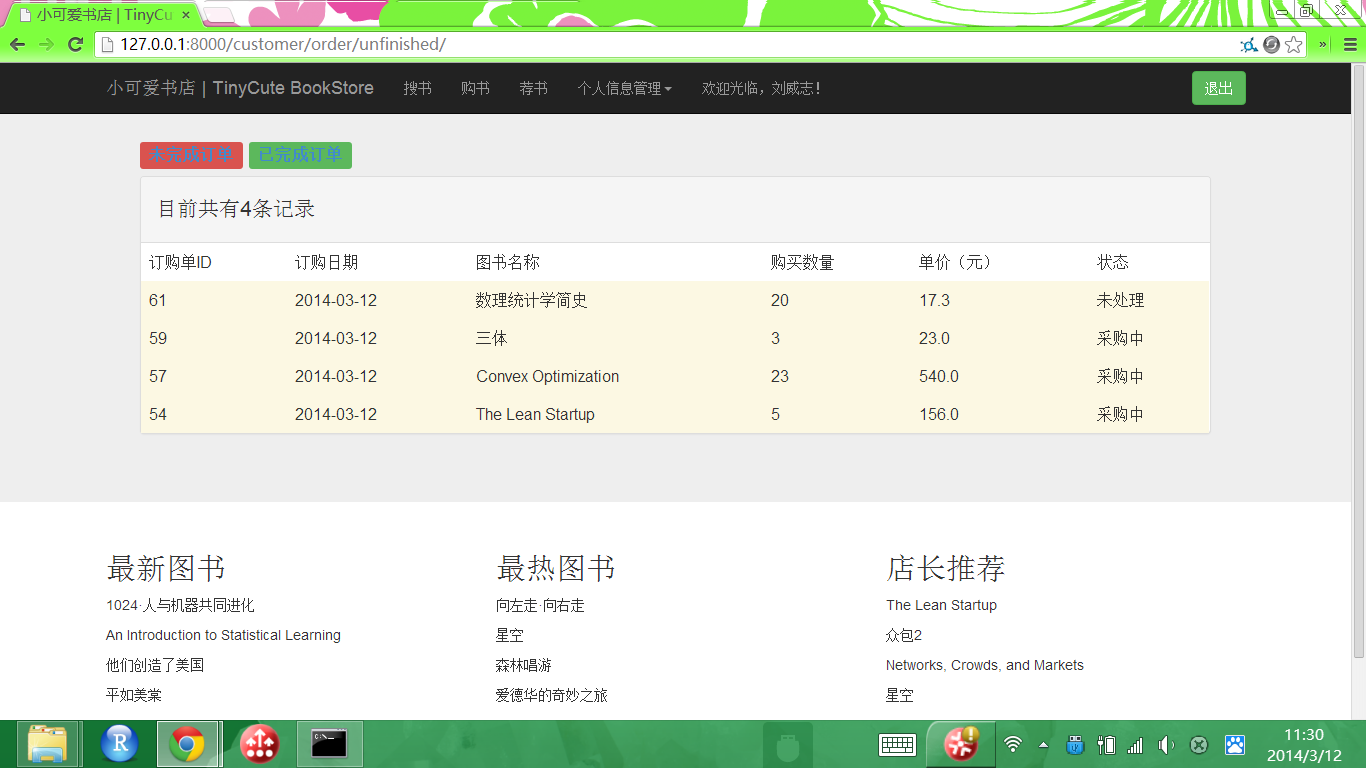 小可爱书店 | TinyCu
127.0.0.1:8000/customer/order/unfinished/
小可爱书店 | TinyCute BookStore 搜书 购书 荐书 个人信息管理 欢迎光临，刘威志! 退出
未完成订单 已完成订单
目前共有4条记录
订购单ID 订购日期 图书名称 购买数量 单价（元） 状态
61 2014-03-12 数理统计学简史 20 17.3 未处理
59 2014-03-12 三体 3 23.0 采购中
57 2014-03-12 Convex Optimization 23 540.0 采购中
54 2014-03-12 The Lean Startup 5 156.0 采购中
最新图书 最热图书 店长推荐
1024·人与机器共同进化 向左走·向右走 The Lean Startup
An Introduction to Statistical Learning 星空 众包2
他们创造了美国 森林唱游 Networks, Crowds, and Markets
平如美棠 爱德华的奇妙之旅 星空
R
C:\_
11:30
2014/3/12